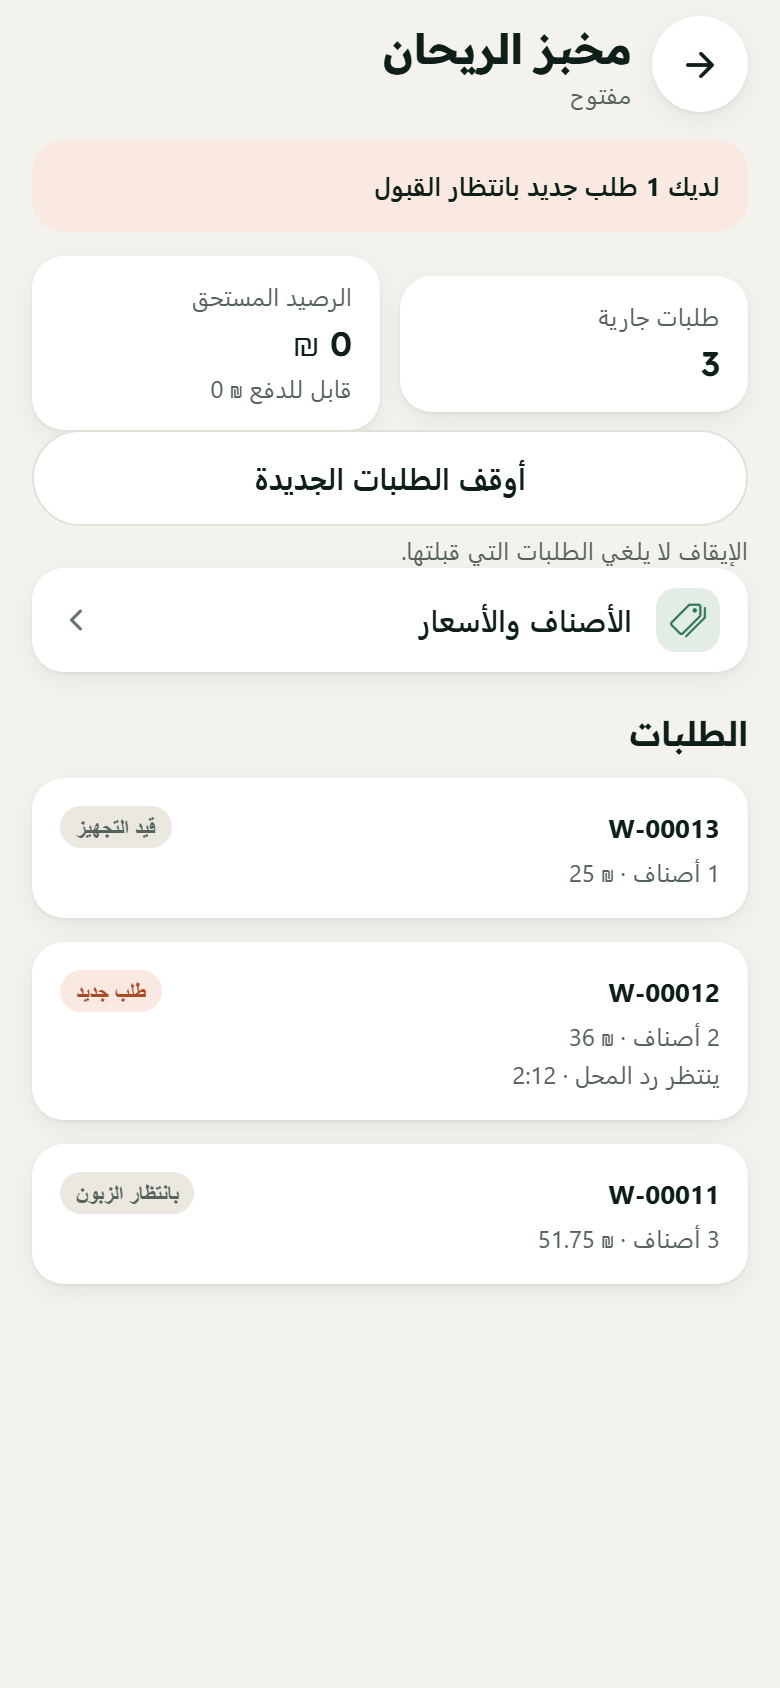 مخبز الريحان
مفتوح
لديك 1 طلب جديد بانتظار القبول
طلبات جارية
3
الرصيد المستحق
0 ₪
قابل للدفع ₪ 0
أوقف الطلبات الجديدة
الإيقاف لا يلغي الطلبات التي قبلتها.
الأصناف والأسعار
الطلبات
W-00013
قيد التجهيز
1 أصناف · ₪ 25
W-00012
طلب جديد
2 أصناف · ₪ 36
ينتظر رد المحل · 2:12
W-00011
بانتظار الزبون
3 أصناف · ₪ 51.75